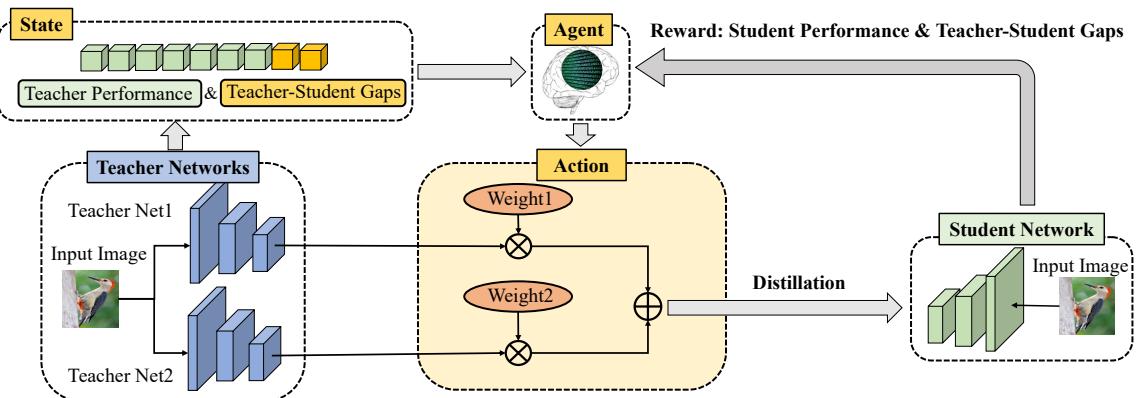 State
Teacher Performance & Teacher-Student Gaps
Agent
Reward: Student Performance & Teacher-Student Gaps
Teacher Networks
Teacher Net1
Input Image
Teacher Net2
Action
Weight1
Weight2
Distillation
Student Network
Input Image